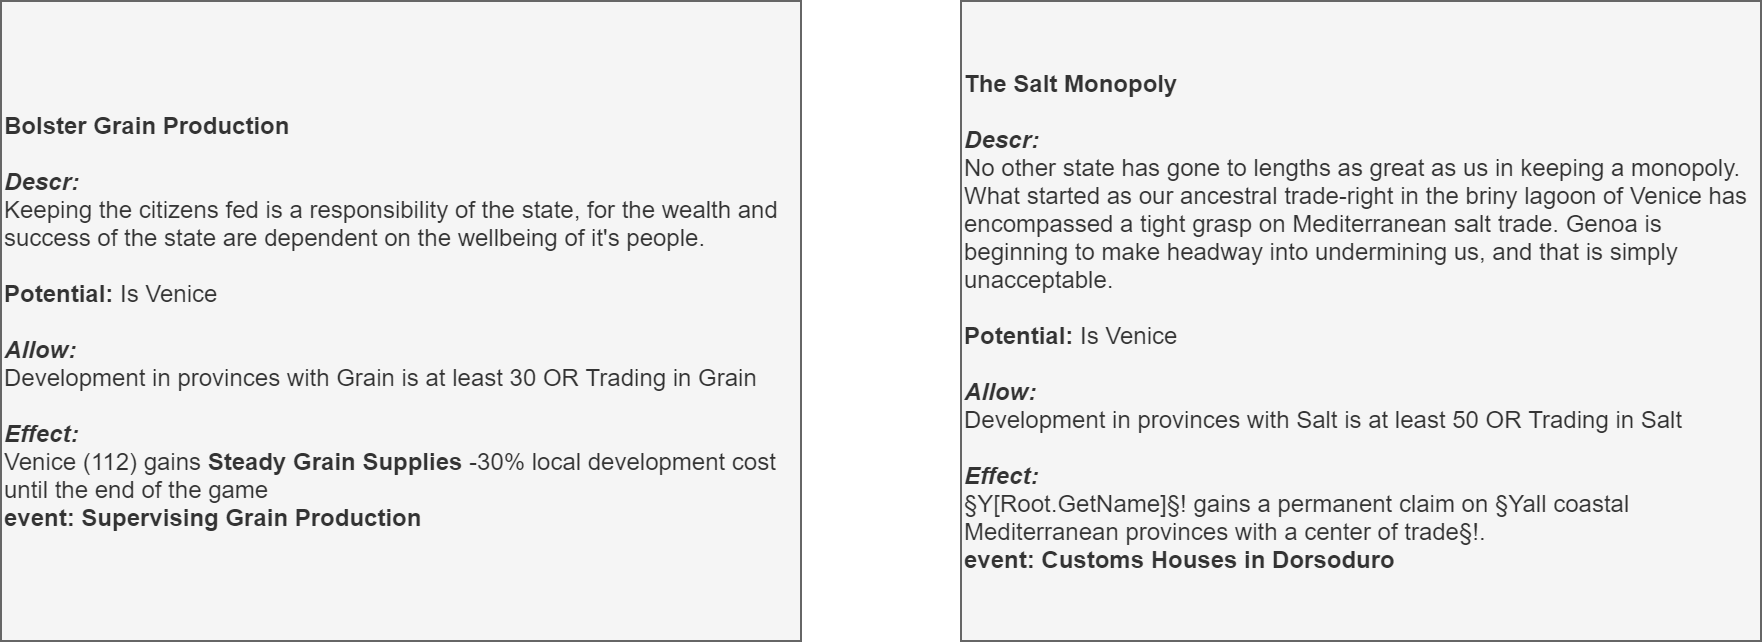 Bolster Grain Production
Descr:
Keeping the citizens fed is a responsibility of the state, for the wealth and
success of the state are dependent on the wellbeing of it's people.
Potential: Is Venice
Allow:
Development in provinces with Grain is at least 30 OR Trading in Grain
Effect:
Venice (112) gains Steady Grain Supplies -30% local development cost
until the end of the game
event: Supervising Grain Production
The Salt Monopoly
Descr:
No other state has gone to lengths as great as us in keeping a monopoly.
What started as our ancestral trade-right in the briny lagoon of Venice has
encompassed a tight grasp on Mediterranean salt trade. Genoa is
beginning to make headway into undermining us, and that is simply
unacceptable.
Potential: Is Venice
Allow:
Development in provinces with Salt is at least 50 OR Trading in Salt
Effect:
§Y[Root.GetName]§! gains a permanent claim on §Yall coastal
Mediterranean provinces with a center of trade§!.
event: Customs Houses in Dorsoduro